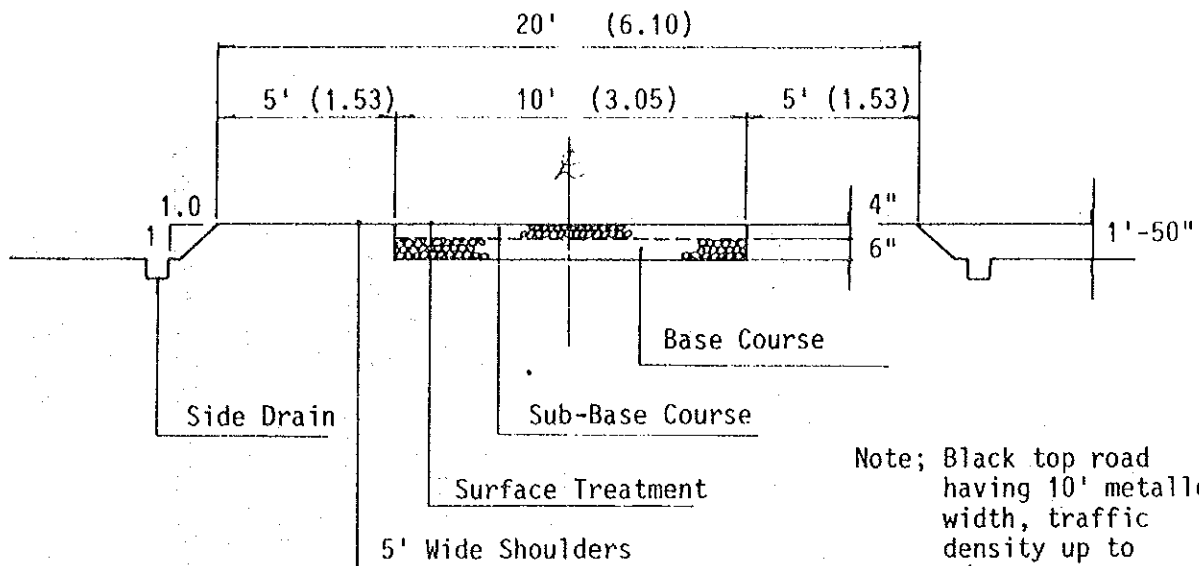 20' (6.10)
5' (1.53)
10' (3.05)
5' (1.53)
1.0
1
4"
6"
1'-50"
Base Course
Side Drain
Sub-Base Course
Surface Treatment
5' Wide Shoulders
Note; Black top road
having 10' metalle
width, traffic
density up to